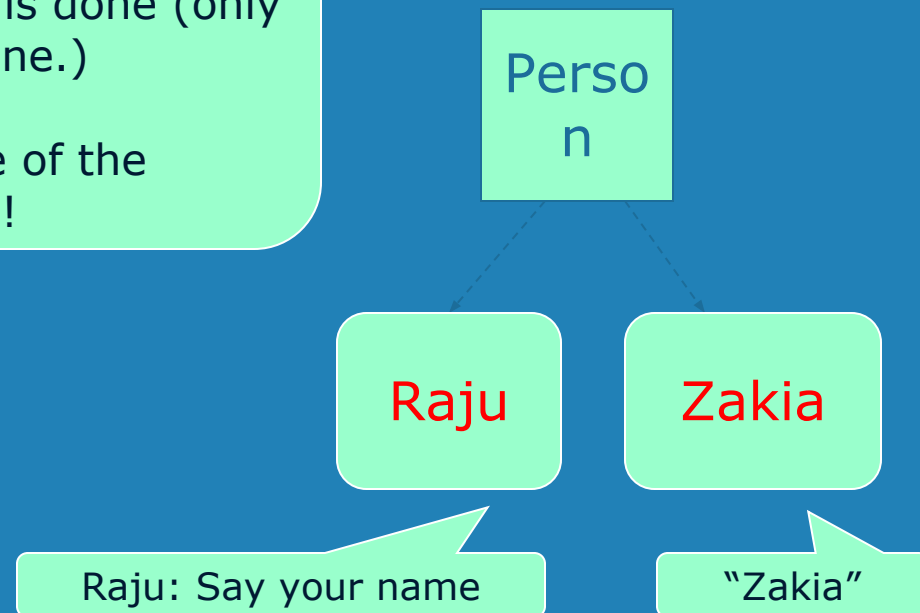 is done (only
ne.)
of the
!
Perso
n
Raju
Zakia
Raju: Say your name
“Zakia”